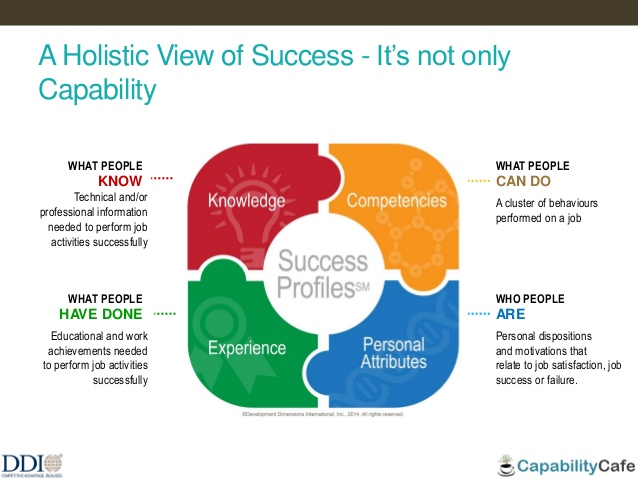 A Holistic View of Success - It's not only
Capability
WHAT PEOPLE
KNOW
Technical and/or
professional information
needed to perform job
activities successfully
WHAT PEOPLE
CAN DO
A cluster of behaviours
performed on a job
Knowledge
Competencies
Success
Profiles℠
Experience
Personal
Attributes
WHAT PEOPLE
HAVE DONE
Educational and work
achievements needed
to perform job activities
successfully
WHO PEOPLE
ARE
Personal dispositions
and motivations that
relate to job satisfaction, job
success or failure.
©Development Dimensions International, Inc., 2014. All rights reserved.
DDI
COMPETITIVE ADVANTAGE. REALIZED
CapabilityCafe